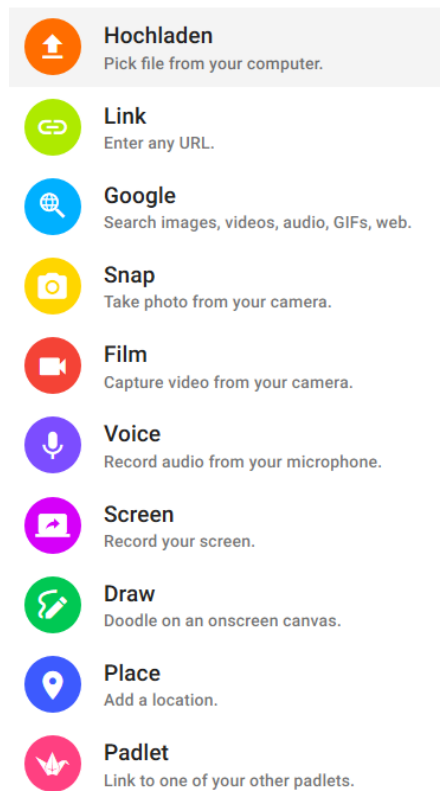 Hochladen
Pick file from your computer.
Link
Enter any URL.
Google
Search images, videos, audio, GIFs, web.
Snap
Take photo from your camera.
Film
Capture video from your camera.
Voice
Record audio from your microphone.
Screen
Record your screen.
Draw
Doodle on an onscreen canvas.
Place
Add a location.
Padlet
Link to one of your other padlets.